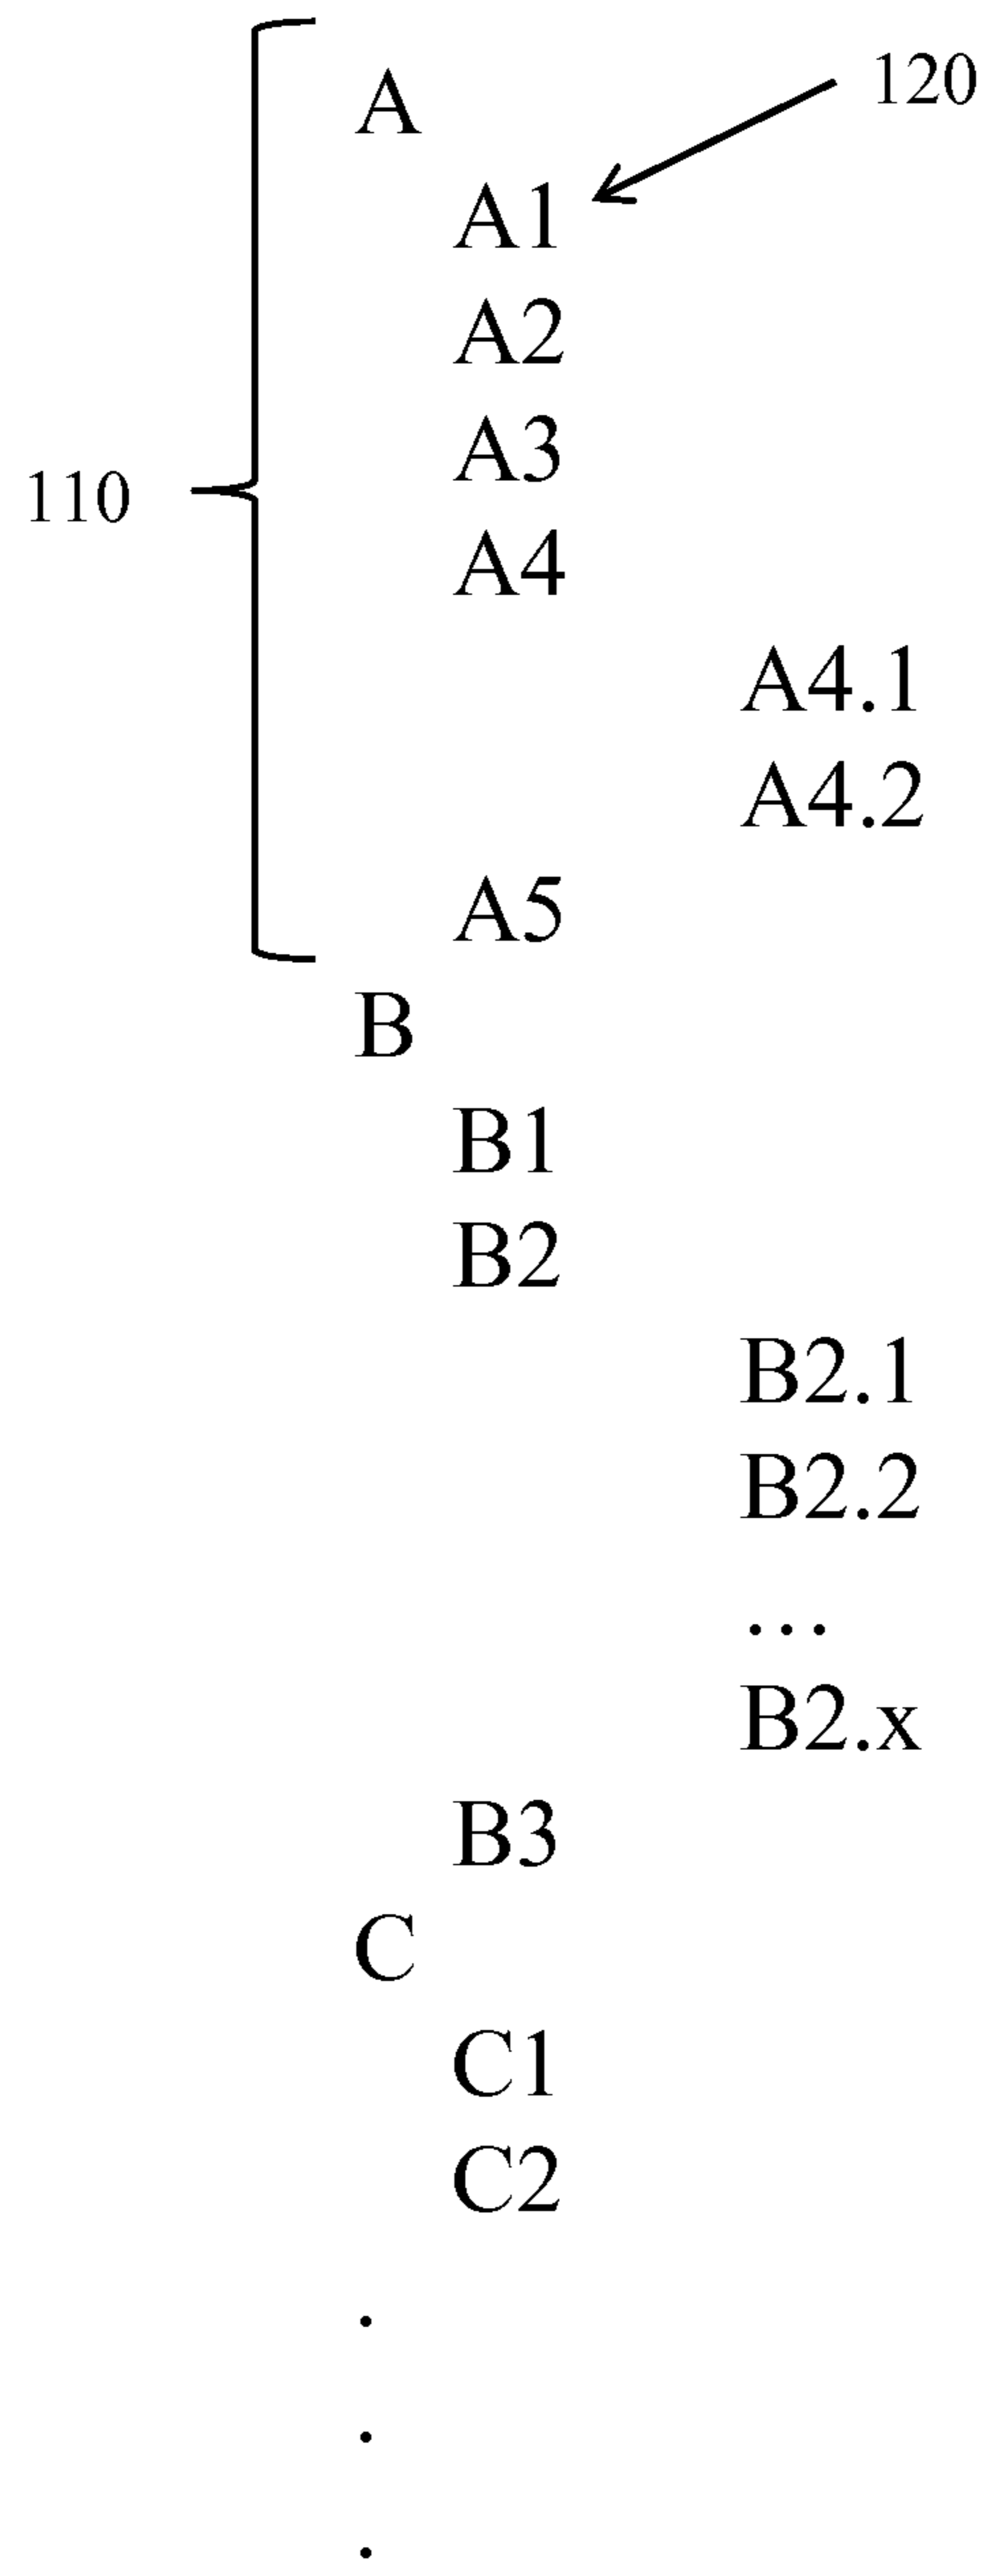 120
A
A1
A2
A3
110
A4
A4.1
A4.2
A5
B
B1
B2
B2.1
B2.2
...
B2.x
B3
C
C1
C2
.
.
.